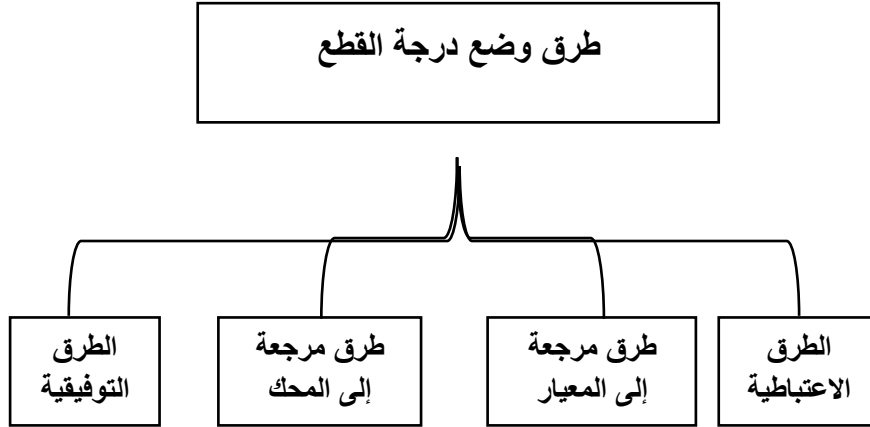 طرق وضع درجة القطع
الطرق
الاعتباطية
طرق مرجعة
إلى المعيار
طرق مرجعة
إلى المحك
الطرق
التوفيقية